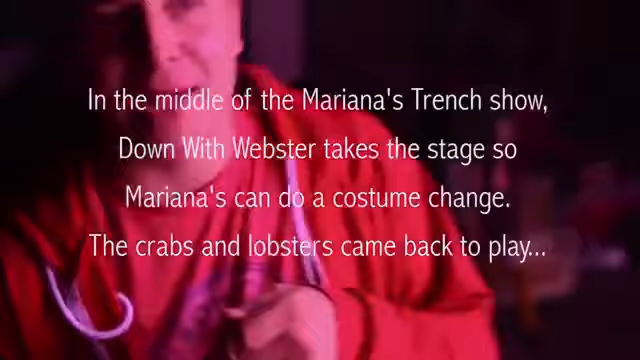 In the middle of the Mariana's Trench show,
Down With Webster takes the stage so
Mariana's can do a costume change.
The crabs and lobsters came back to play...